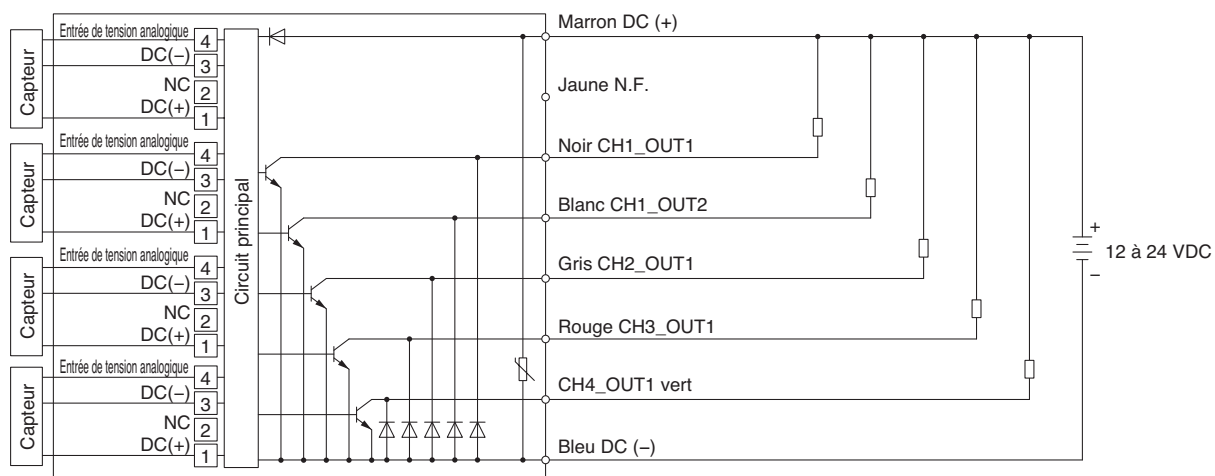 Capteur
Entrée de tension analogique 4
DC(−) 3
NC 2
DC(+) 1
Capteur
Entrée de tension analogique 4
DC(−) 3
NC 2
DC(+) 1
Capteur
Entrée de tension analogique 4
DC(−) 3
NC 2
DC(+) 1
Capteur
Entrée de tension analogique 4
DC(−) 3
NC 2
DC(+) 1
Circuit principal
Marron DC (+)
Jaune N.F.
Noir CH1_OUT1
Blanc CH1_OUT2
Gris CH2_OUT1
Rouge CH3_OUT1
CH4_OUT1 vert
Bleu DC (−)
+
12 à 24 VDC
−